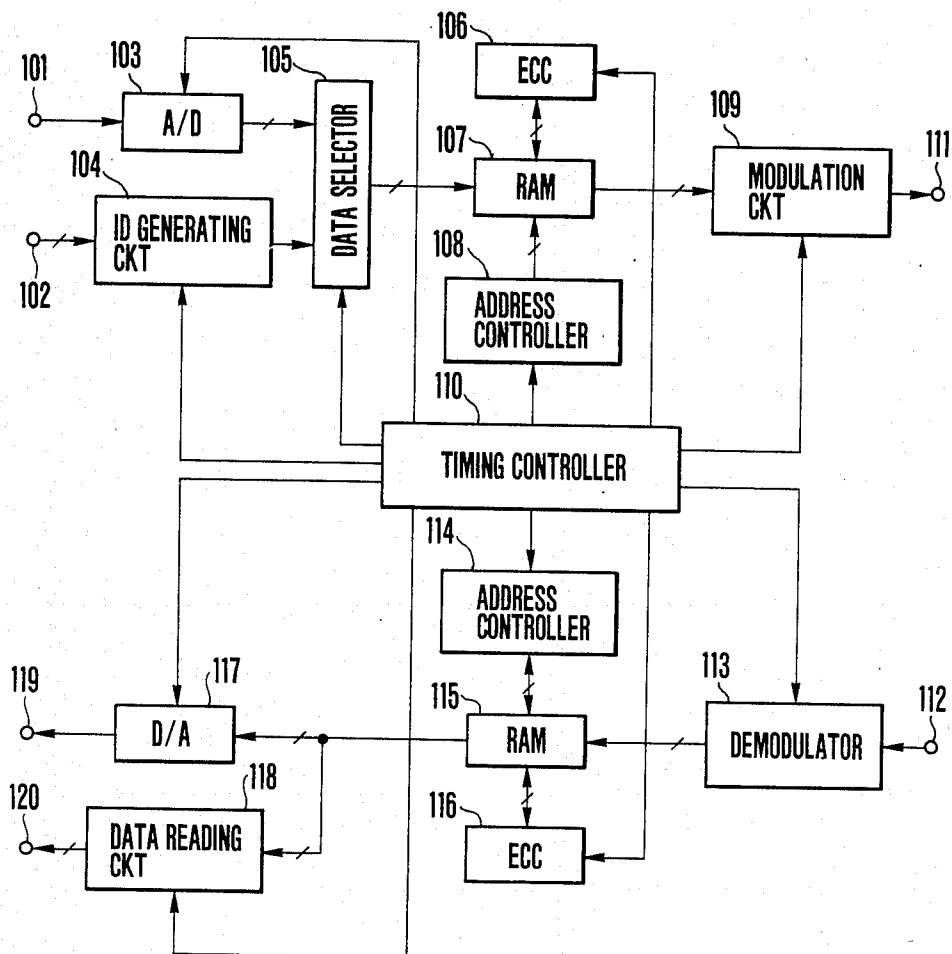 101
103
A/D
105
DATA SELECTOR
106
ECC
107
RAM
109
MODULATION
CKT
111
104
ID GENERATING
CKT
102
108
ADDRESS
CONTROLLER
110
TIMING CONTROLLER
114
ADDRESS
CONTROLLER
119
117
D/A
115
RAM
113
DEMODULATOR
112
120
118
DATA READING
CKT
116
ECC